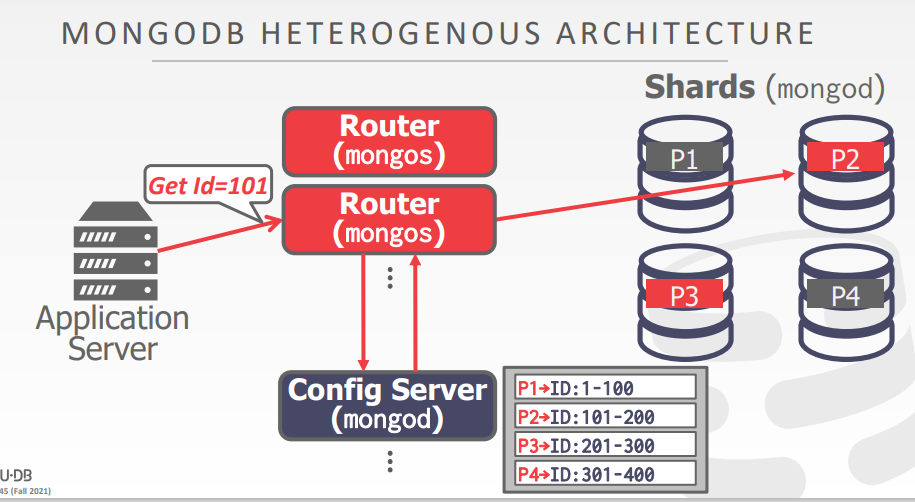 MONGODB HETEROGENOUS ARCHITECTURE
Shards (mongod)
Router
(mongos)
P1
P2
Get Id=101
Router
(mongos)
⋮
P3
P4
Application
Server
Config Server
(mongod)
⋮
P1→ID:1-100
P2→ID:101-200
P3→ID:201-300
P4→ID:301-400
U·DB
45 (Fall 2021)